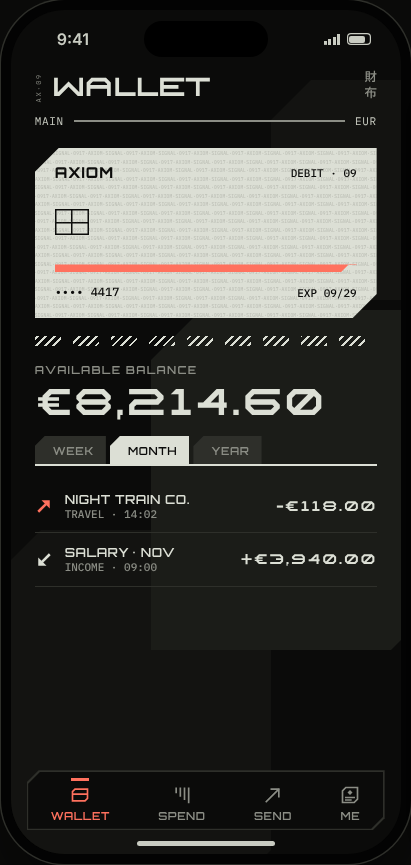 9:41
AX·09
WALLET
財
布
MAIN
EUR
AXIOM
DEBIT · 09
•••• 4417
EXP 09/29
AVAILABLE BALANCE
€8,214.60
WEEK
MONTH
YEAR
NIGHT TRAIN CO.
-€118.00
TRAVEL · 14:02
SALARY · NOV
+€3,940.00
INCOME · 09:00
WALLET
SPEND
SEND
ME